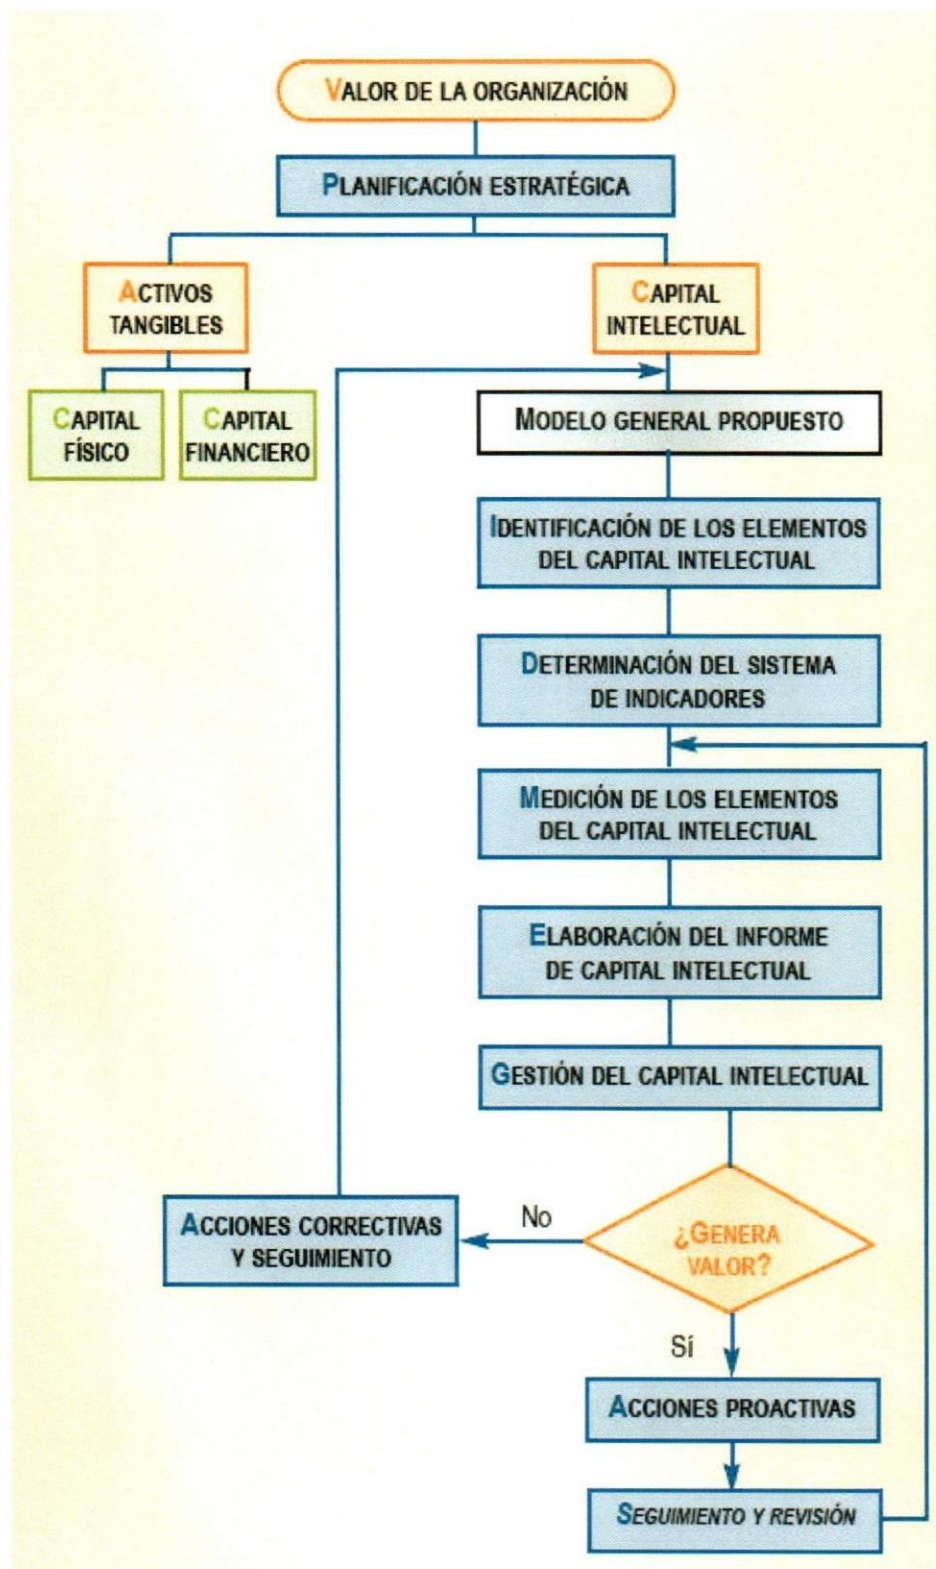 VALOR DE LA ORGANIZACIÓN
PLANIFICACIÓN ESTRATÉGICA
ACTIVOS
TANGIBLES
CAPITAL
INTELECTUAL
CAPITAL
FÍSICO
CAPITAL
FINANCIERO
MODELO GENERAL PROPUESTO
IDENTIFICACIÓN DE LOS ELEMENTOS
DEL CAPITAL INTELECTUAL
DETERMINACIÓN DEL SISTEMA
DE INDICADORES
MEDICIÓN DE LOS ELEMENTOS
DEL CAPITAL INTELECTUAL
ELABORACIÓN DEL INFORME
DE CAPITAL INTELECTUAL
GESTIÓN DEL CAPITAL INTELECTUAL
¿GENERA
VALOR?
No
ACCIONES CORRECTIVAS
Y SEGUIMIENTO
Sí
ACCIONES PROACTIVAS
SEGUIMIENTO Y REVISIÓN